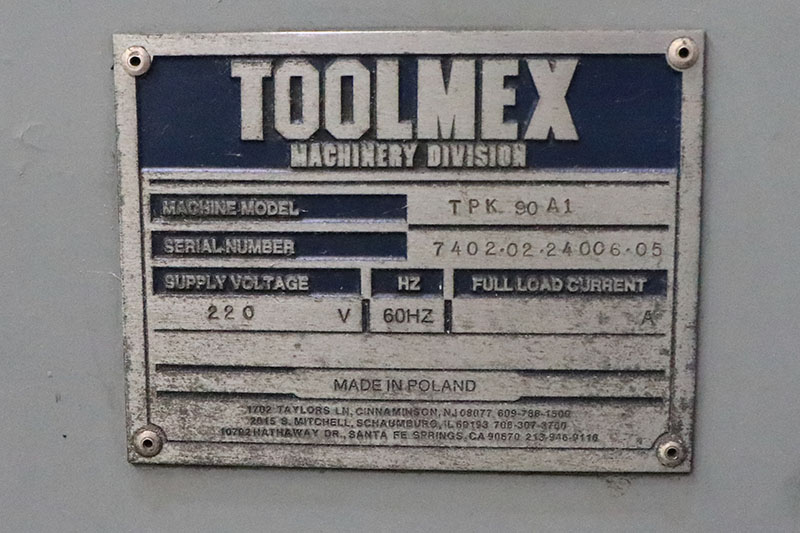 TOOLMEX
MACHINERY DIVISION
MACHINE MODEL TPK 90 A1
SERIAL NUMBER 7402.02.24006.05
SUPPLY VOLTAGE HZ FULL LOAD CURRENT
220 V 60HZ A
MADE IN POLAND
1702 TAYLORS LN, CINNAMINSON, NJ 08077 609-786-1500
2015 S. MITCHELL, SCHAUMBURG, IL 60193 708-307-3700
10702 HATHAWAY DR., SANTA FE SPRINGS, CA 90670 213-946-9116